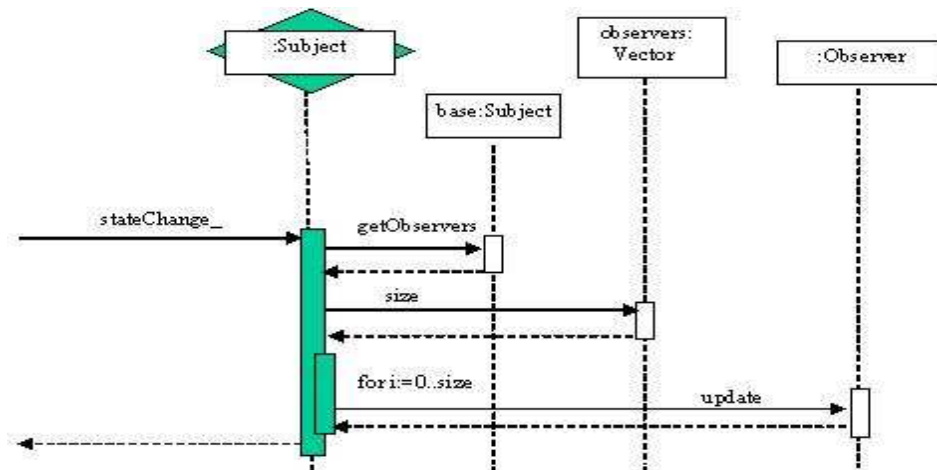 :Subject
observers:
Vector
:Observer
base:Subject
stateChange_
getObservers
size
for i:=0..size
update